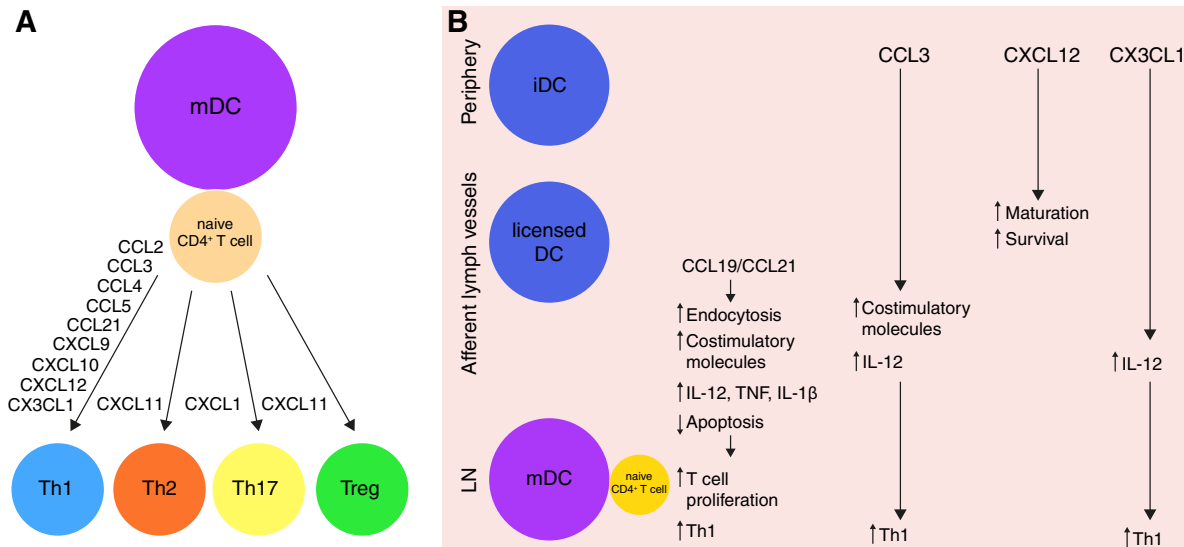 A
mDC
naive
CD4+ T cell
CCL2
CCL3
CCL4
CCL5
CCL21
CXCL9
CXCL10
CXCL12
CX3CL1
CXCL11
CXCL1
CXCL11
Th1
Th2
Th17
Treg
B
Periphery
Afferent lymph vessels
LN
iDC
licensed
DC
mDC
naive
CD4+ T cell
CCL19/CCL21
↑Endocytosis
↑Costimulatory
molecules
↑IL-12, TNF, IL-1β
↓Apoptosis
↑T cell
proliferation
↑Th1
CCL3
↑Costimulatory
molecules
↑IL-12
↑Th1
CXCL12
↑Maturation
↑Survival
CX3CL1
↑IL-12
↑Th1